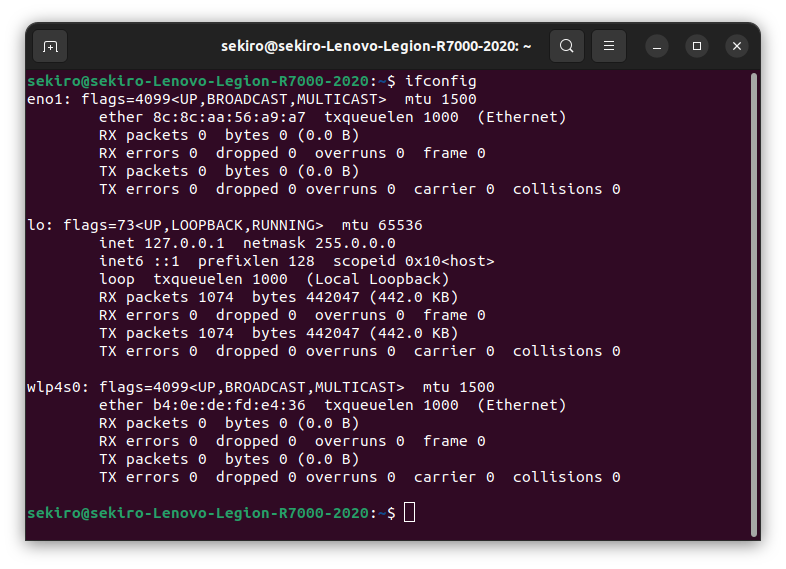 sekiro@sekiro-Lenovo-Legion-R7000-2020: ~
sekiro@sekiro-Lenovo-Legion-R7000-2020:~$ ifconfig
eno1: flags=4099<UP,BROADCAST,MULTICAST>  mtu 1500
        ether 8c:8c:aa:56:a9:a7  txqueuelen 1000  (Ethernet)
        RX packets 0  bytes 0 (0.0 B)
        RX errors 0  dropped 0  overruns 0  frame 0
        TX packets 0  bytes 0 (0.0 B)
        TX errors 0  dropped 0 overruns 0  carrier 0  collisions 0

lo: flags=73<UP,LOOPBACK,RUNNING>  mtu 65536
        inet 127.0.0.1  netmask 255.0.0.0
        inet6 ::1  prefixlen 128  scopeid 0x10<host>
        loop  txqueuelen 1000  (Local Loopback)
        RX packets 1074  bytes 442047 (442.0 KB)
        RX errors 0  dropped 0  overruns 0  frame 0
        TX packets 1074  bytes 442047 (442.0 KB)
        TX errors 0  dropped 0 overruns 0  carrier 0  collisions 0

wlp4s0: flags=4099<UP,BROADCAST,MULTICAST>  mtu 1500
        ether b4:0e:de:fd:e4:36  txqueuelen 1000  (Ethernet)
        RX packets 0  bytes 0 (0.0 B)
        RX errors 0  dropped 0  overruns 0  frame 0
        TX packets 0  bytes 0 (0.0 B)
        TX errors 0  dropped 0 overruns 0  carrier 0  collisions 0

sekiro@sekiro-Lenovo-Legion-R7000-2020:~$